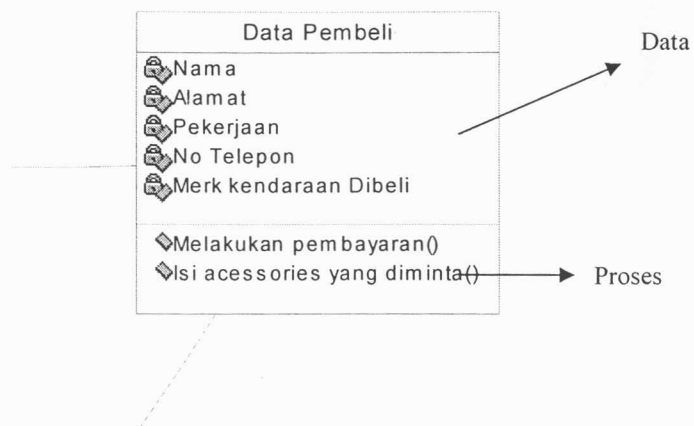 Data Pembeli
Data
Nama
Alamat
Pekerjaan
No Telepon
Merk kendaraan Dibeli
Melakukan pembayaran()
Isi acessories yang diminta()
Proses